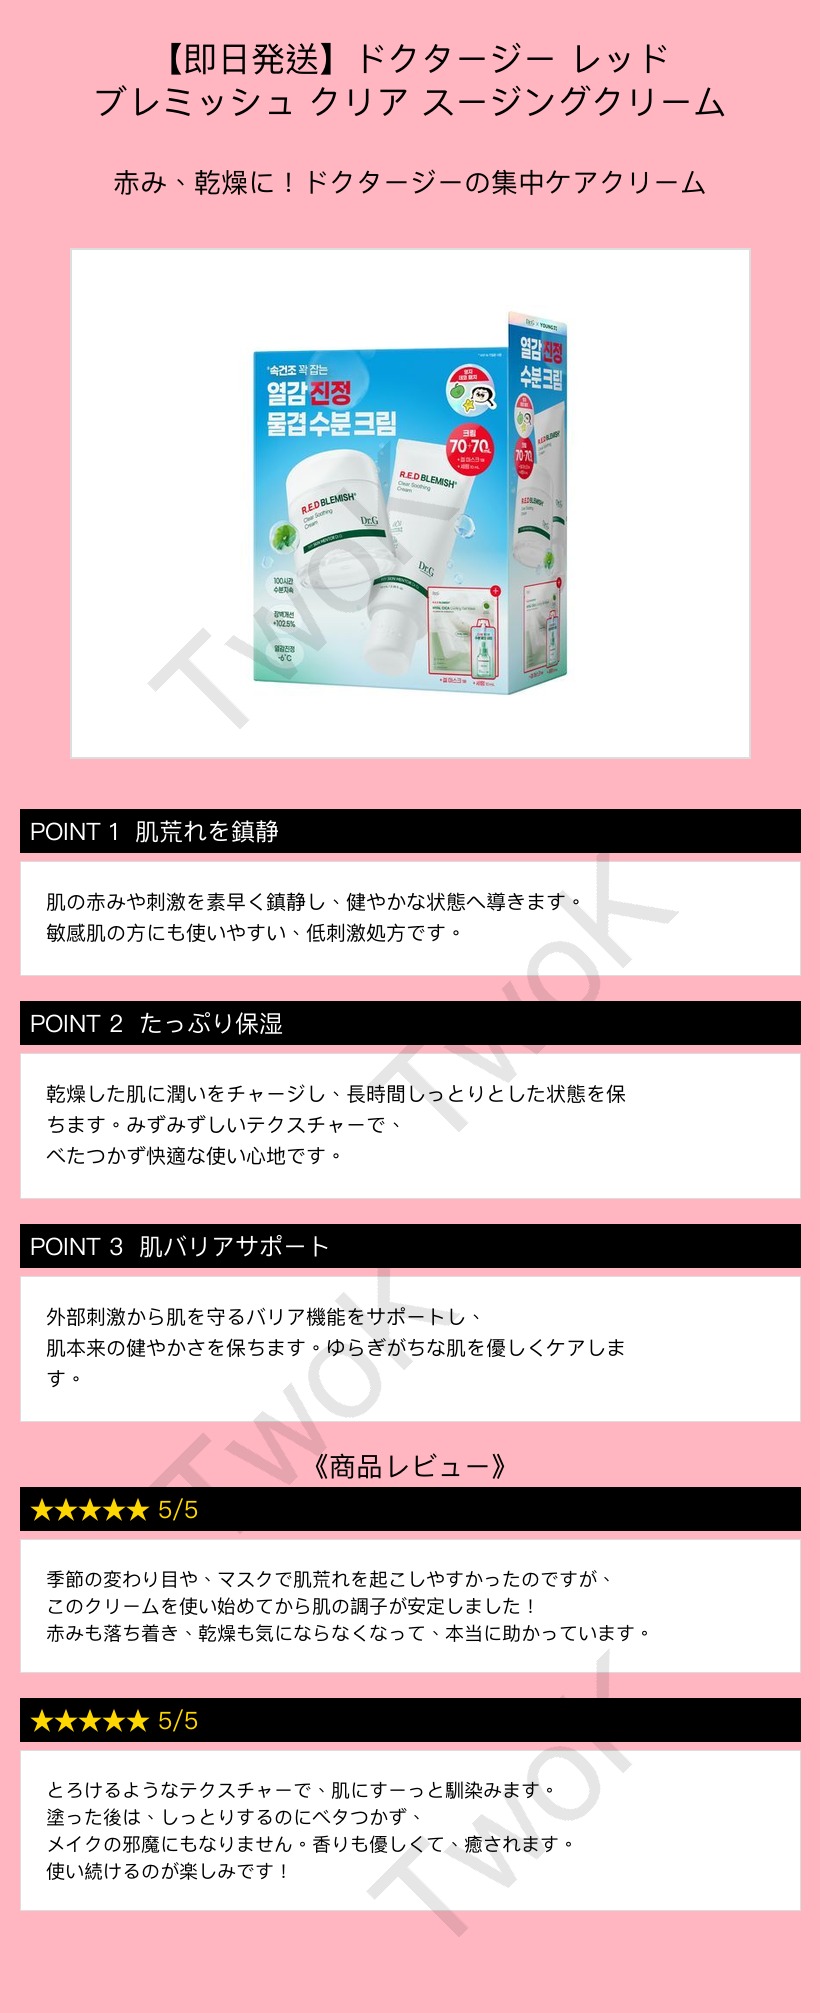 【即日発送】ドクタージー レッド
ブレミッシュ クリア スージングクリーム
赤み、乾燥に！ドクタージーの集中ケアクリーム
"속건조 꽉 잡는
열감 진정
물겹 수분 크림
크림
70+70mL
R.E.D BLEMISH
Clear Soothing
Cream
Dr.G
MY SKIN MENTOR Dr.G
R.E.D BLEMISH
Clear Soothing
Cream
Dr.G
MY SKIN MENTOR Dr.G
100시간
수분지속
장벽개선
+102.5%
열감진정
-6°C
Dr.G X YOUNG
열감 진정
수분 크림
크림
70+70
R.E.D BLEMISH
R.E.D BLEMISH
TwoK
POINT 1 肌荒れを鎮静
肌の赤みや刺激を素早く鎮静し、健やかな状態へ導きます。
敏感肌の方にも使いやすい、低刺激処方です。
TwoK
POINT 2 たっぷり保湿
乾燥した肌に潤いをチャージし、長時間しっとりとした状態を保
ちます。みずみずしいテクスチャーで、
べたつかず快適な使い心地です。
POINT 3 肌バリアサポート
外部刺激から肌を守るバリア機能をサポートし、
肌本来の健やかさを保ちます。ゆらぎがちな肌を優しくケアしま
す。
TwoK
《商品レビュー》
★★★★★ 5/5
季節の変わり目や、マスクで肌荒れを起こしやすかったのですが、
このクリームを使い始めてから肌の調子が安定しました！
赤みも落ち着き、乾燥も気にならなくなって、本当に助かっています。
★★★★★ 5/5
とろけるようなテクスチャーで、肌にすーっと馴染みます。
塗った後は、しっとりするのにベタつかず、
メイクの邪魔にもなりません。香りも優しくて、癒されます。
使い続けるのが楽しみです！
TwoK